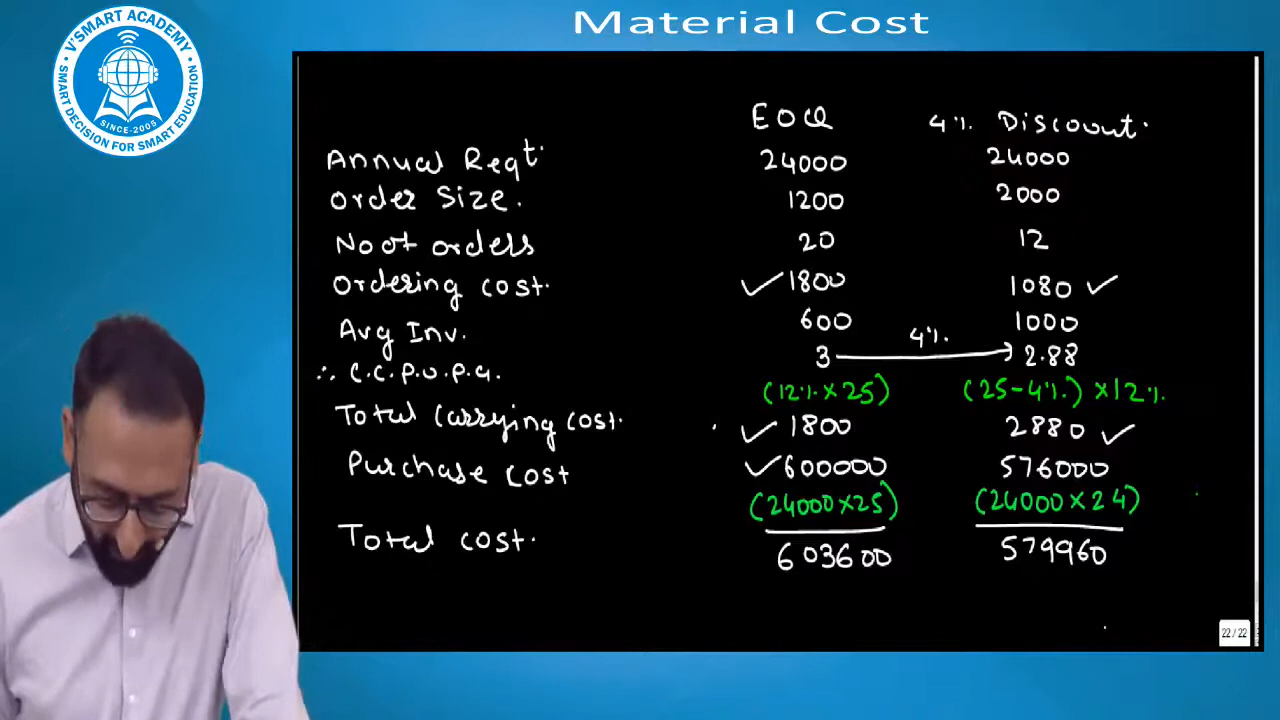 Material Cost
V'SMART ACADEMY
SINCE-2005
SMART DECISION FOR SMART EDUCATION
EOQ 4%. Discount.
Annual Reqt. 24000 24000
Order Size. 1200 2000
No of orders 20 12
Ordering cost. ✓1800 1080 ✓
Avg Inv. 600 1000
4%.
∴ C.C.P.U.P.a. 3 → 2.88
(12%×25) (25-4%.) ×12%.
Total Carrying cost. ✓1800 2880 ✓
Purchase cost ✓600000 576000
(24000×25) (24000×24)
Total cost. 603600 579960
22/22